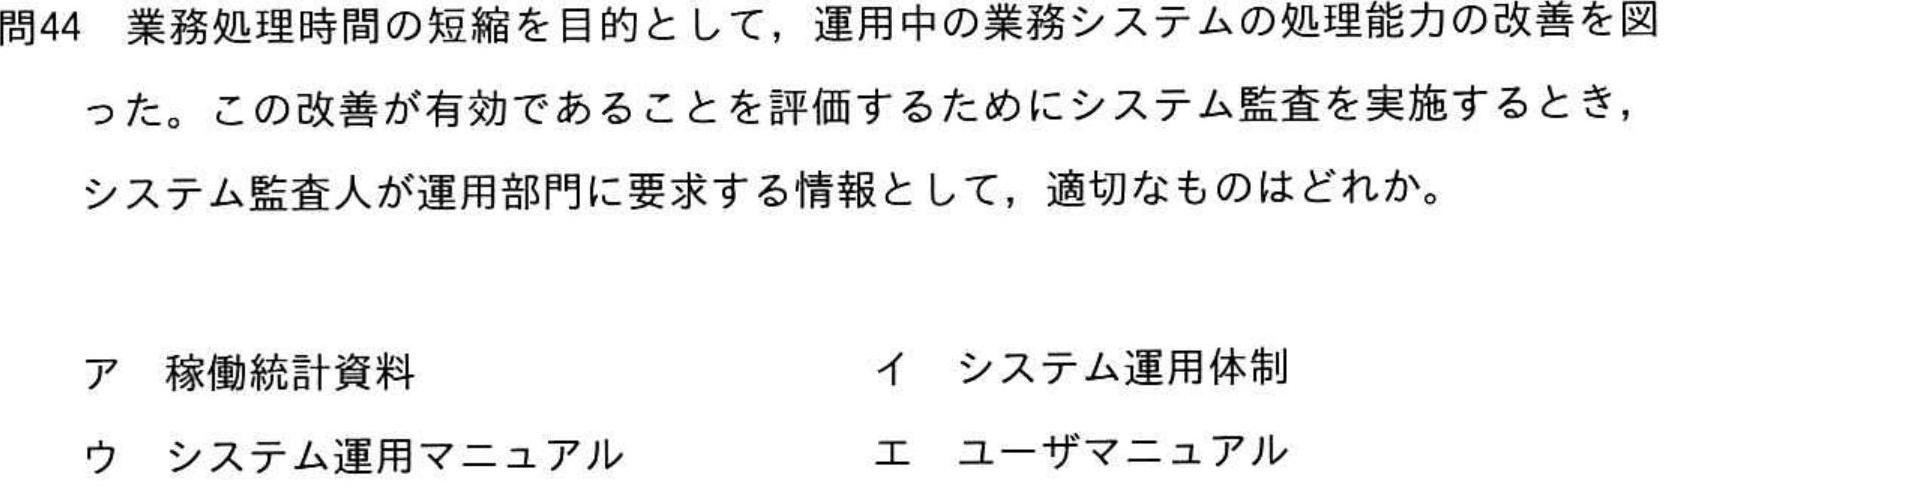 問44　業務処理時間の短縮を目的として，運用中の業務システムの処理能力の改善を図
った。この改善が有効であることを評価するためにシステム監査を実施するとき，
システム監査人が運用部門に要求する情報として，適切なものはどれか。
ア　稼働統計資料　　　イ　システム運用体制
ウ　システム運用マニュアル　　　エ　ユーザマニュアル